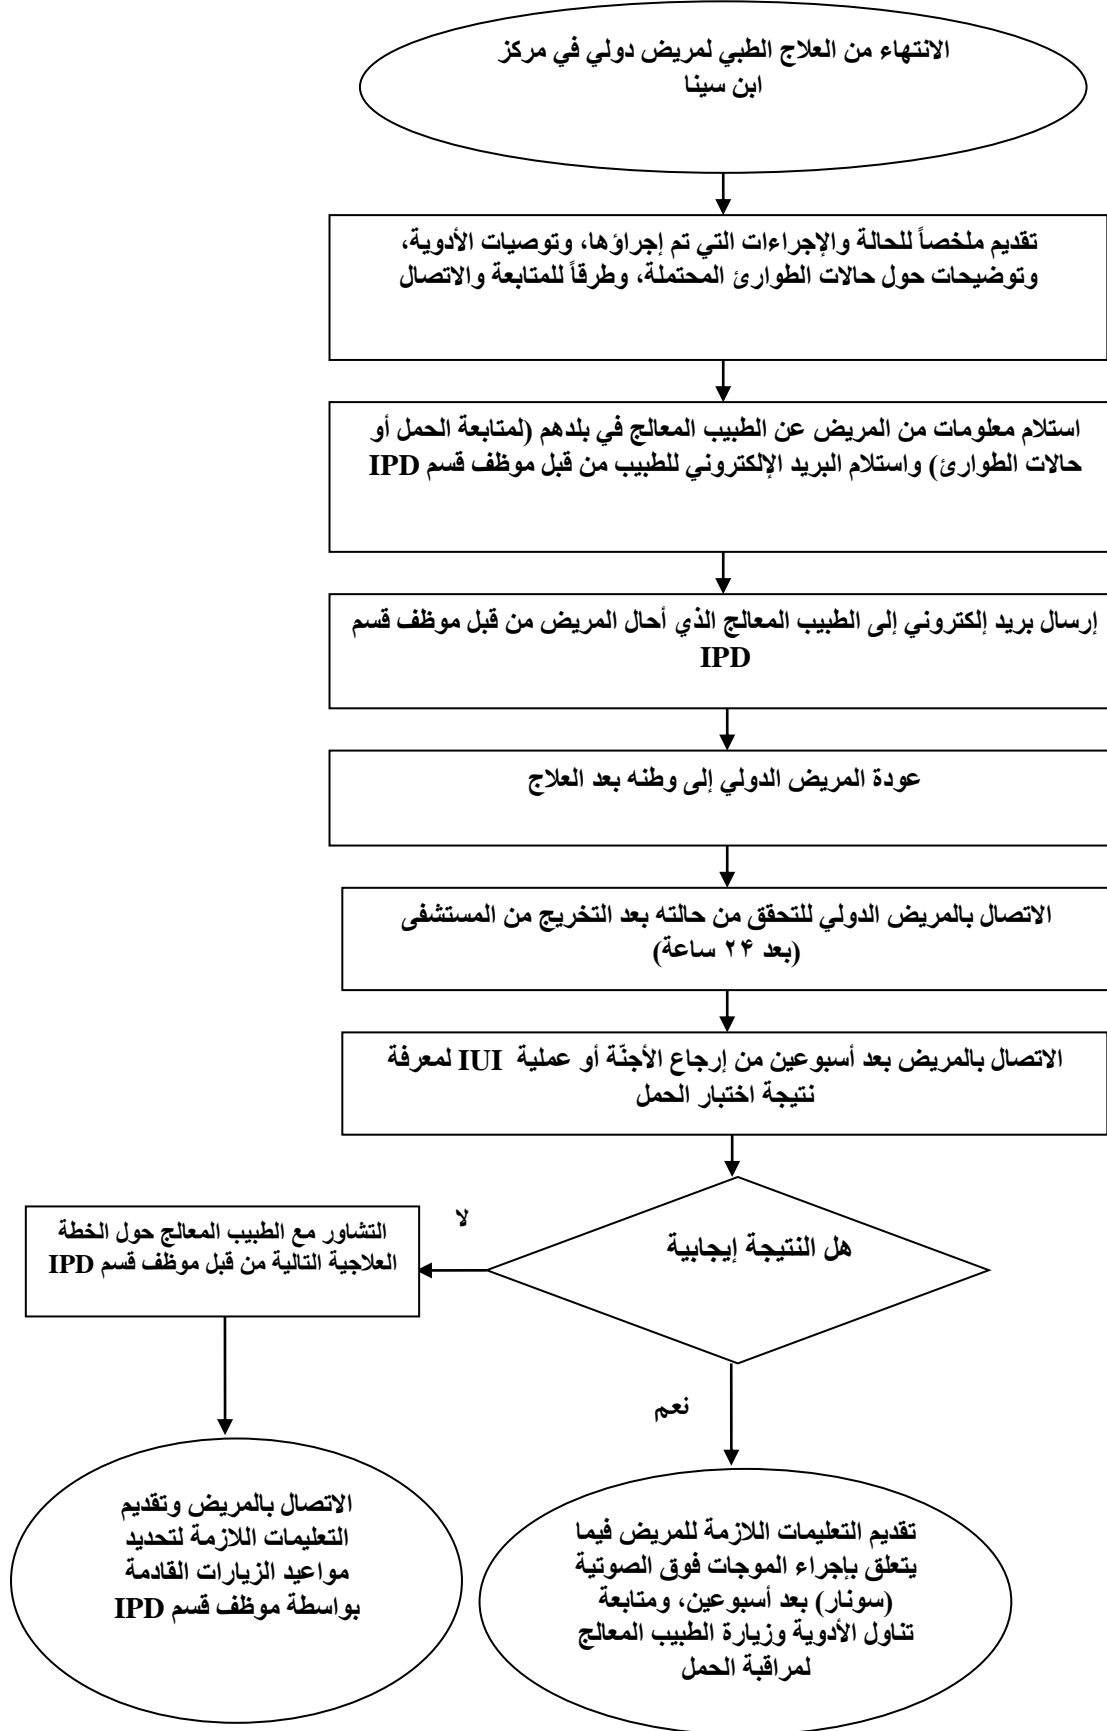 الانتهاء من العلاج الطبي لمريض دولي في مركز
ابن سينا
تقديم ملخصاً للحالة والإجراءات التي تم إجراؤها، وتوصيات الأدوية،
وتوضيحات حول حالات الطوارئ المحتملة، وطرقاً للمتابعة والاتصال
استلام معلومات من المريض عن الطبيب المعالج في بلدهم (لمتابعة الحمل أو
حالات الطوارئ) واستلام البريد الإلكتروني للطبيب من قبل موظف قسم IPD
إرسال بريد إلكتروني إلى الطبيب المعالج الذي أحال المريض من قبل موظف قسم
IPD
عودة المريض الدولي إلى وطنه بعد العلاج
الاتصال بالمريض الدولي للتحقق من حالته بعد التخريج من المستشفى
(بعد ۲۴ ساعة)
الاتصال بالمريض بعد أسبوعين من إرجاع الأجنّة أو عملية IUI لمعرفة
نتيجة اختبار الحمل
هل النتيجة إيجابية
لا
التشاور مع الطبيب المعالج حول الخطة
العلاجية التالية من قبل موظف قسم IPD
نعم
الاتصال بالمريض وتقديم
التعليمات اللازمة لتحديد
مواعيد الزيارات القادمة
بواسطة موظف قسم IPD
تقديم التعليمات اللازمة للمريض فيما
يتعلق بإجراء الموجات فوق الصوتية
(سونار) بعد أسبوعين، ومتابعة
تناول الأدوية وزيارة الطبيب المعالج
لمراقبة الحمل